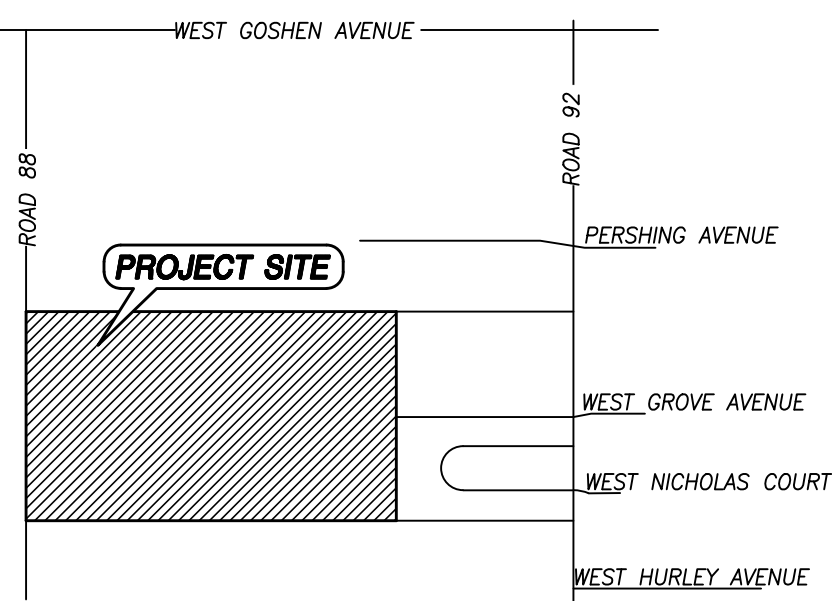 WEST GOSHEN AVENUE
ROAD 88
ROAD 92
PERSHING AVENUE
PROJECT SITE
WEST GROVE AVENUE
WEST NICHOLAS COURT
WEST HURLEY AVENUE